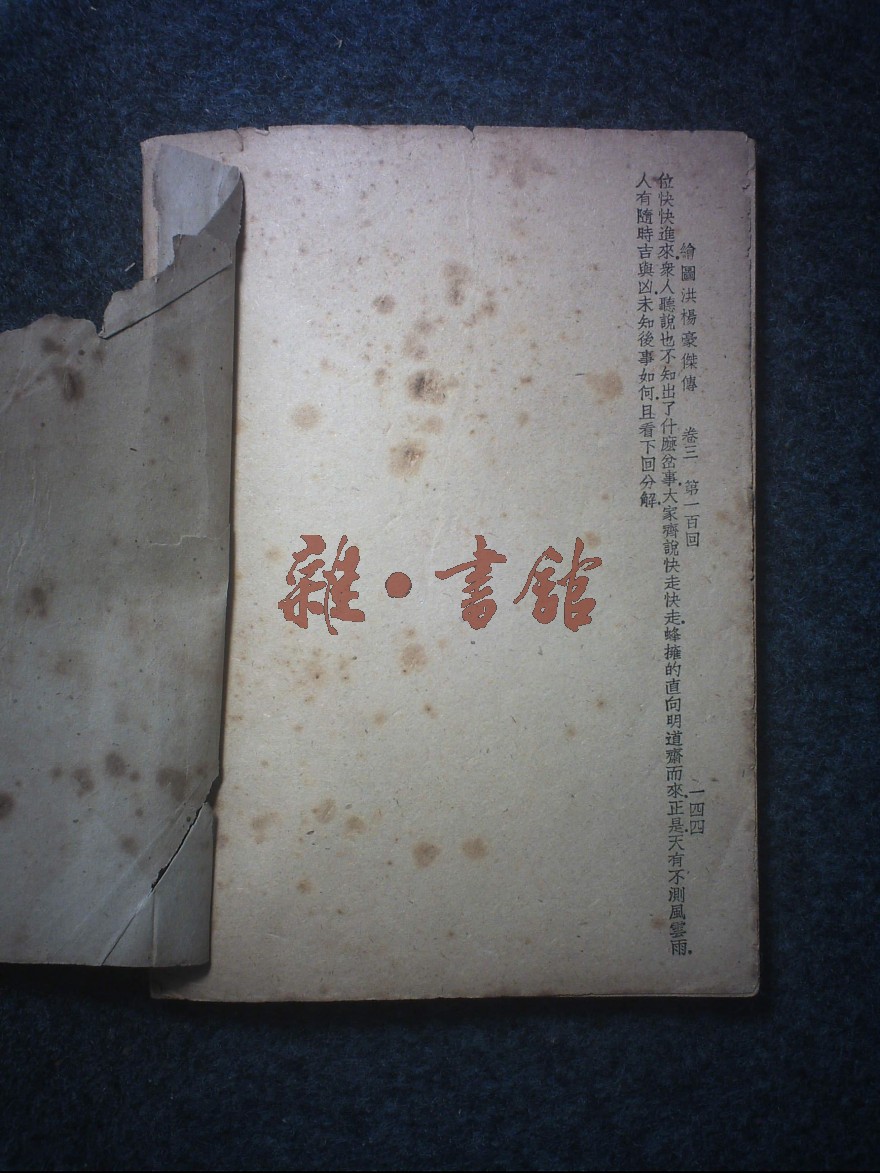 繪圖洪楊豪傑傳 卷三 第一百回 一四四
位快快進來.衆人聽說也不知出了什麽岔事.大家齊說快走快走.蜂擁的直向明道齋而來.正是.天有不測風雲雨.
人有隨時吉與凶.未知後事如何.且看下回分解.
雜·書館